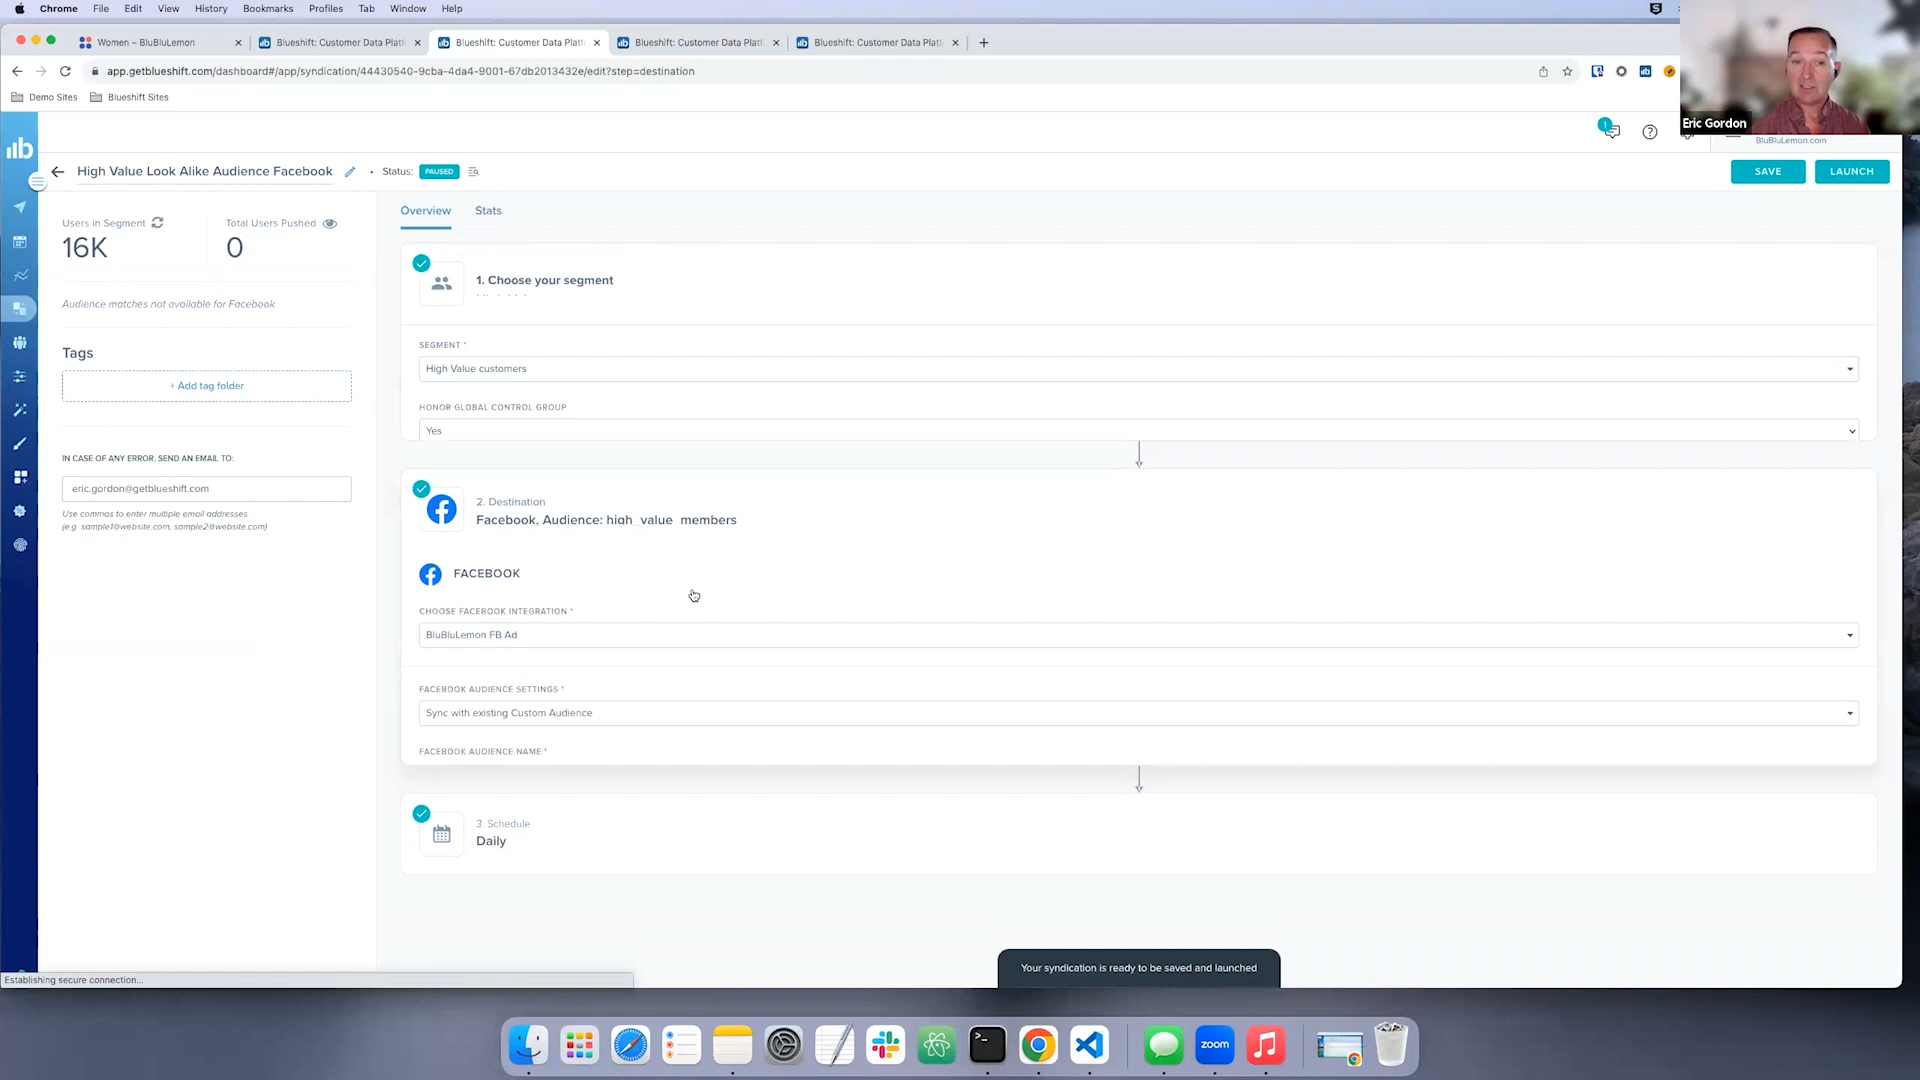 Chrome File Edit View History Bookmarks Profiles Tab Window Help
Women – BluBluLemon
Blueshift: Customer Data Platf
Blueshift: Customer Data Platf
Blueshift: Customer Data Platf
Blueshift: Customer Data Platf
app.getblueshift.com/dashboard#/app/syndication/44430540-9cba-4da4-9001-67db2013432e/edit?step=destination
Demo Sites
Blueshift Sites
Eric Gordon
1
BluBluLemon.com
High Value Look Alike Audience Facebook
• Status: PAUSED
SAVE
LAUNCH
Users in Segment
16K
Total Users Pushed
0
Audience matches not available for Facebook
Tags
+ Add tag folder
IN CASE OF ANY ERROR, SEND AN EMAIL TO:
eric.gordon@getblueshift.com
Use commas to enter multiple email addresses
(e.g. sample1@website.com, sample2@website.com)
Overview
Stats
1. Choose your segment
SEGMENT *
High Value customers
HONOR GLOBAL CONTROL GROUP
Yes
2. Destination
Facebook, Audience: high_value_members
FACEBOOK
CHOOSE FACEBOOK INTEGRATION *
BluBluLemon FB Ad
FACEBOOK AUDIENCE SETTINGS *
Sync with existing Custom Audience
FACEBOOK AUDIENCE NAME *
3. Schedule
Daily
Your syndication is ready to be saved and launched
Establishing secure connection...
zoom